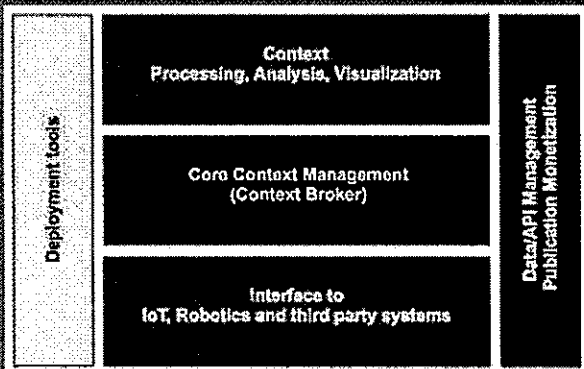 Deployment tools
Context
Processing, Analysis, Visualization
Core Context Management
(Context Broker)
Interface to
IoT, Robotics and third party systems
Data/API Management
Publication Monetization